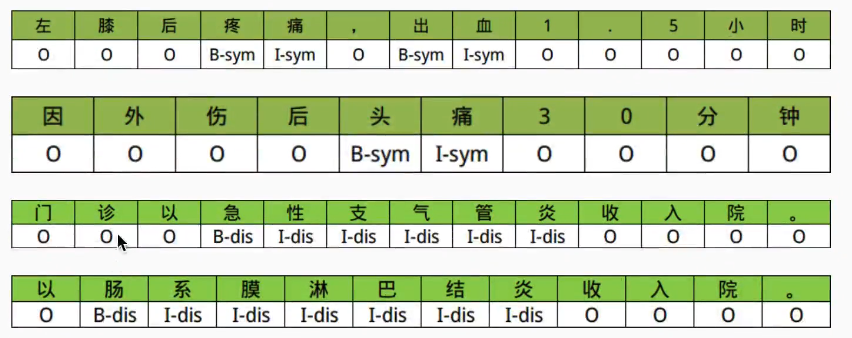 左 膝 后 疼 痛 ， 出 血 1 . 5 小 时
O O O B-sym I-sym O B-sym I-sym O O O O O
因 外 伤 后 头 痛 3 0 分 钟
O O O O B-sym I-sym O O O O
门 诊 以 急 性 支 气 管 炎 收 入 院 。
O O O B-dis I-dis I-dis I-dis I-dis I-dis O O O O
以 肠 系 膜 淋 巴 结 炎 收 入 院 。
O B-dis I-dis I-dis I-dis I-dis I-dis I-dis O O O O